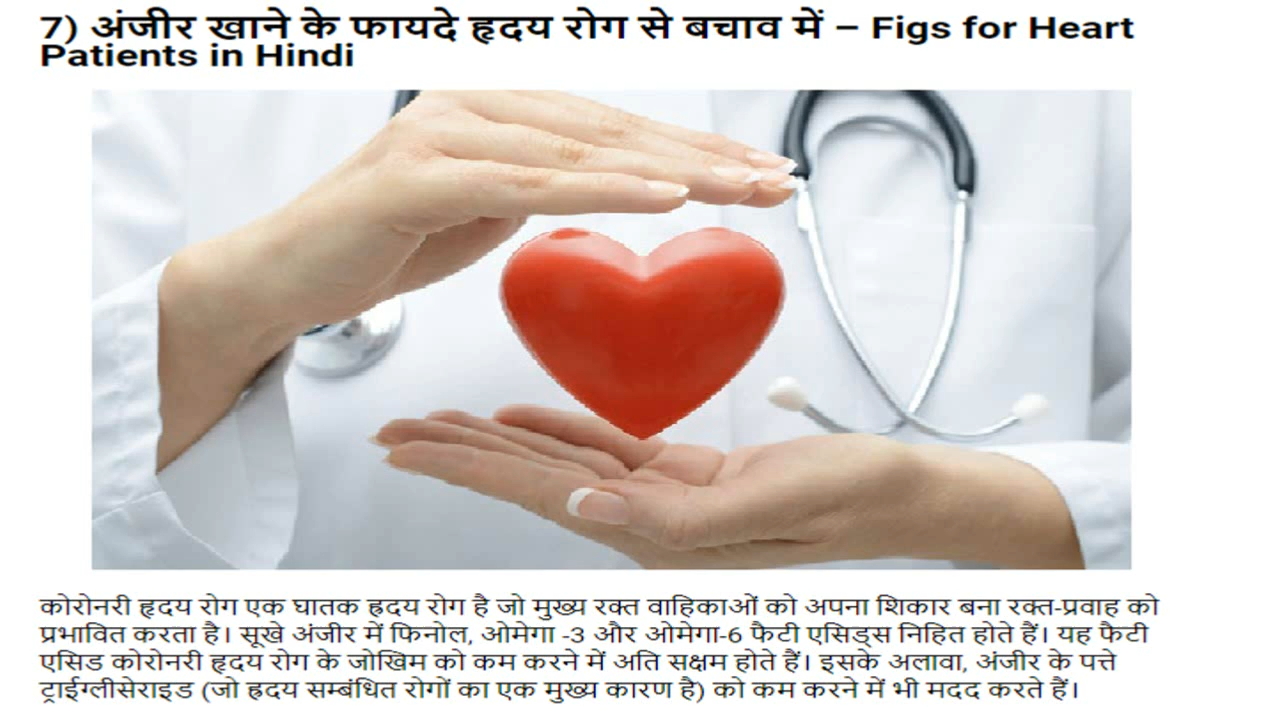 7) अंजीर खाने के फायदे हृदय रोग से बचाव में – Figs for Heart
Patients in Hindi
कोरोनरी हृदय रोग एक घातक ह्रदय रोग है जो मुख्य रक्त वाहिकाओं को अपना शिकार बना रक्त-प्रवाह को
प्रभावित करता है। सूखे अंजीर में फिनोल, ओमेगा -3 और ओमेगा-6 फैटी एसिड्स निहित होते हैं। यह फैटी
एसिड कोरोनरी हृदय रोग के जोखिम को कम करने में अति सक्षम होते हैं। इसके अलावा, अंजीर के पत्ते
ट्राईग्लीसेराइड (जो ह्रदय सम्बंधित रोगों का एक मुख्य कारण है) को कम करने में भी मदद करते हैं।